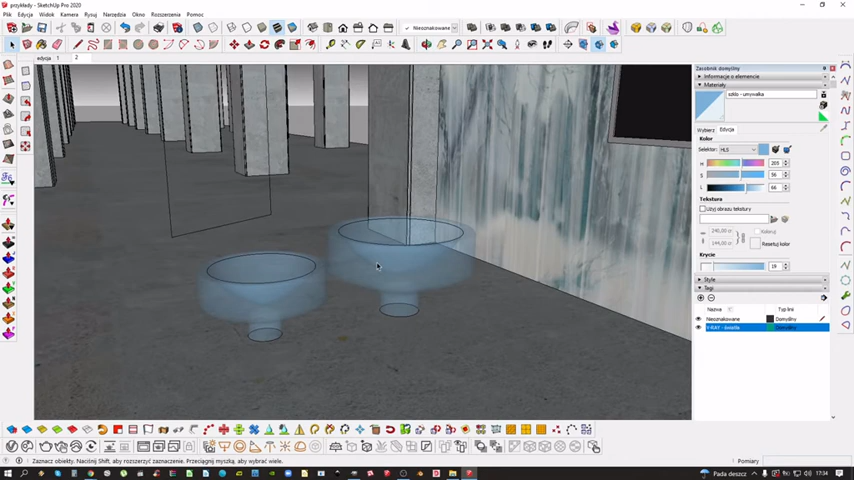 przykłady - SketchUp Pro 2020
Plik Edycja Widok Kamera Rysuj Narzędzia Okno Rozszerzenia Pomoc
Nieoznakowane
edycja 1 2
Zasobnik domyślny
Informacje o elemencie
Materiały
szkło - umywalka
Wybierz Edycja
Kolor
Selektor: HLS
H 203
S 56
L 66
Tekstura
Użyj obrazu tekstury
240,00 cm
Koloruj
144,00 cm
Resetuj kolor
Krycie
19
Style
Tagi
Nazwa Typ linii
Nieoznakowane Domyślny
V-RAY - światła Domyślny
Zaznacz obiekty. Naciśnij Shift, aby rozszerzyć zaznaczenie. Przeciągnij myszką, aby wybrać wiele.
Pomiary
Pada deszcz
17:34